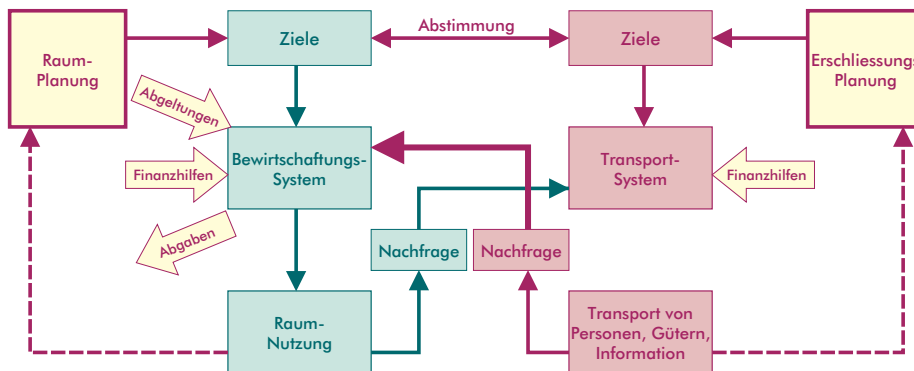 Raum-
Planung
Ziele
Abstimmung
Ziele
Erschliessungs
Planung
Abgeltungen
Bewirtschaftungs-
System
Transport-
System
Finanzhilfen
Finanzhilfen
Abgaben
Nachfrage
Nachfrage
Raum-
Nutzung
Transport von
Personen, Gütern,
Information